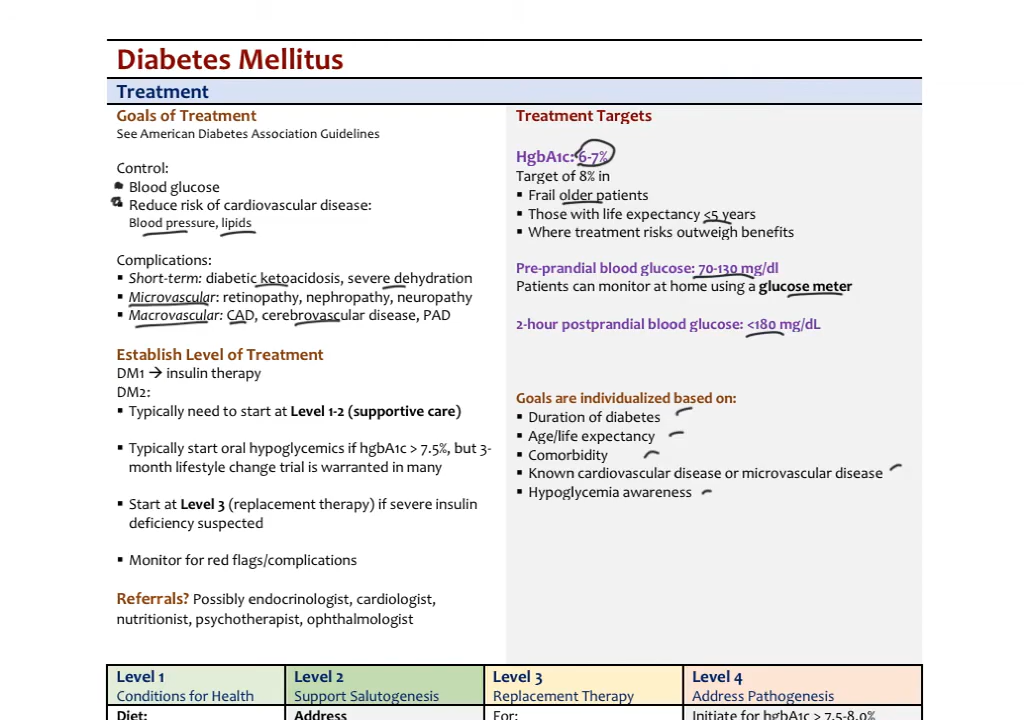 Diabetes Mellitus
Treatment
Goals of Treatment
See American Diabetes Association Guidelines
Control:
▪ Blood glucose
▪ Reduce risk of cardiovascular disease:
Blood pressure, lipids
Complications:
▪ Short-term: diabetic ketoacidosis, severe dehydration
▪ Microvascular: retinopathy, nephropathy, neuropathy
▪ Macrovascular: CAD, cerebrovascular disease, PAD
Establish Level of Treatment
DM1 → insulin therapy
DM2:
▪ Typically need to start at Level 1-2 (supportive care)
▪ Typically start oral hypoglycemics if hgbA1c > 7.5%, but 3-
month lifestyle change trial is warranted in many
▪ Start at Level 3 (replacement therapy) if severe insulin
deficiency suspected
▪ Monitor for red flags/complications
Referrals? Possibly endocrinologist, cardiologist,
nutritionist, psychotherapist, ophthalmologist
Treatment Targets
HgbA1c: 6-7%
Target of 8% in
▪ Frail older patients
▪ Those with life expectancy <5 years
▪ Where treatment risks outweigh benefits
Pre-prandial blood glucose: 70-130 mg/dl
Patients can monitor at home using a glucose meter
2-hour postprandial blood glucose: <180 mg/dL
Goals are individualized based on:
▪ Duration of diabetes
▪ Age/life expectancy
▪ Comorbidity
▪ Known cardiovascular disease or microvascular disease
▪ Hypoglycemia awareness
Level 1
Conditions for Health
Level 2
Support Salutogenesis
Level 3
Replacement Therapy
Level 4
Address Pathogenesis
Diet:
Address
For:
Initiate for hgbA1c > 7.5-8.0%